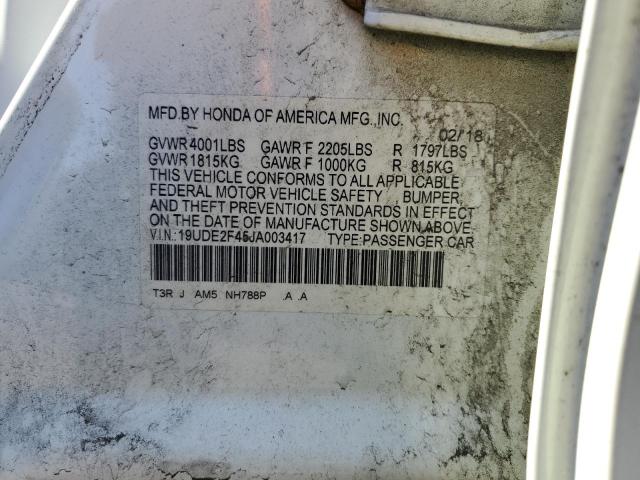 MFD.BY HONDA OF AMERICA MFG.,INC. 02/18
GVWR 4001LBS GAWR F 2205LBS R 1797LBS
GVWR 1815KG GAWR F 1000KG R 815KG
THIS VEHICLE CONFORMS TO ALL APPLICABLE
FEDERAL MOTOR VEHICLE SAFETY BUMPER,
AND THEFT PREVENTION STANDARDS IN EFFECT
ON THE DATE OF MANUFACTURE SHOWN ABOVE.
V.I.N.:19UDE2F45JA003417 TYPE:PASSENGER CAR
T3R J AM5 NH788P .A .A